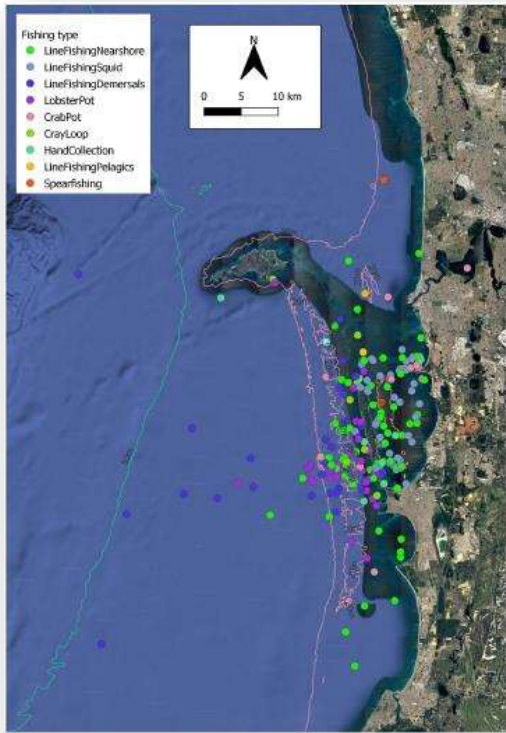 Fishing type
LineFishingNearshore
LineFishingSquid
LineFishingDemersals
LobsterPot
CrabPot
CrayLoop
HandCollection
LineFishingPelagics
Spearfishing
N
0 5 10 km